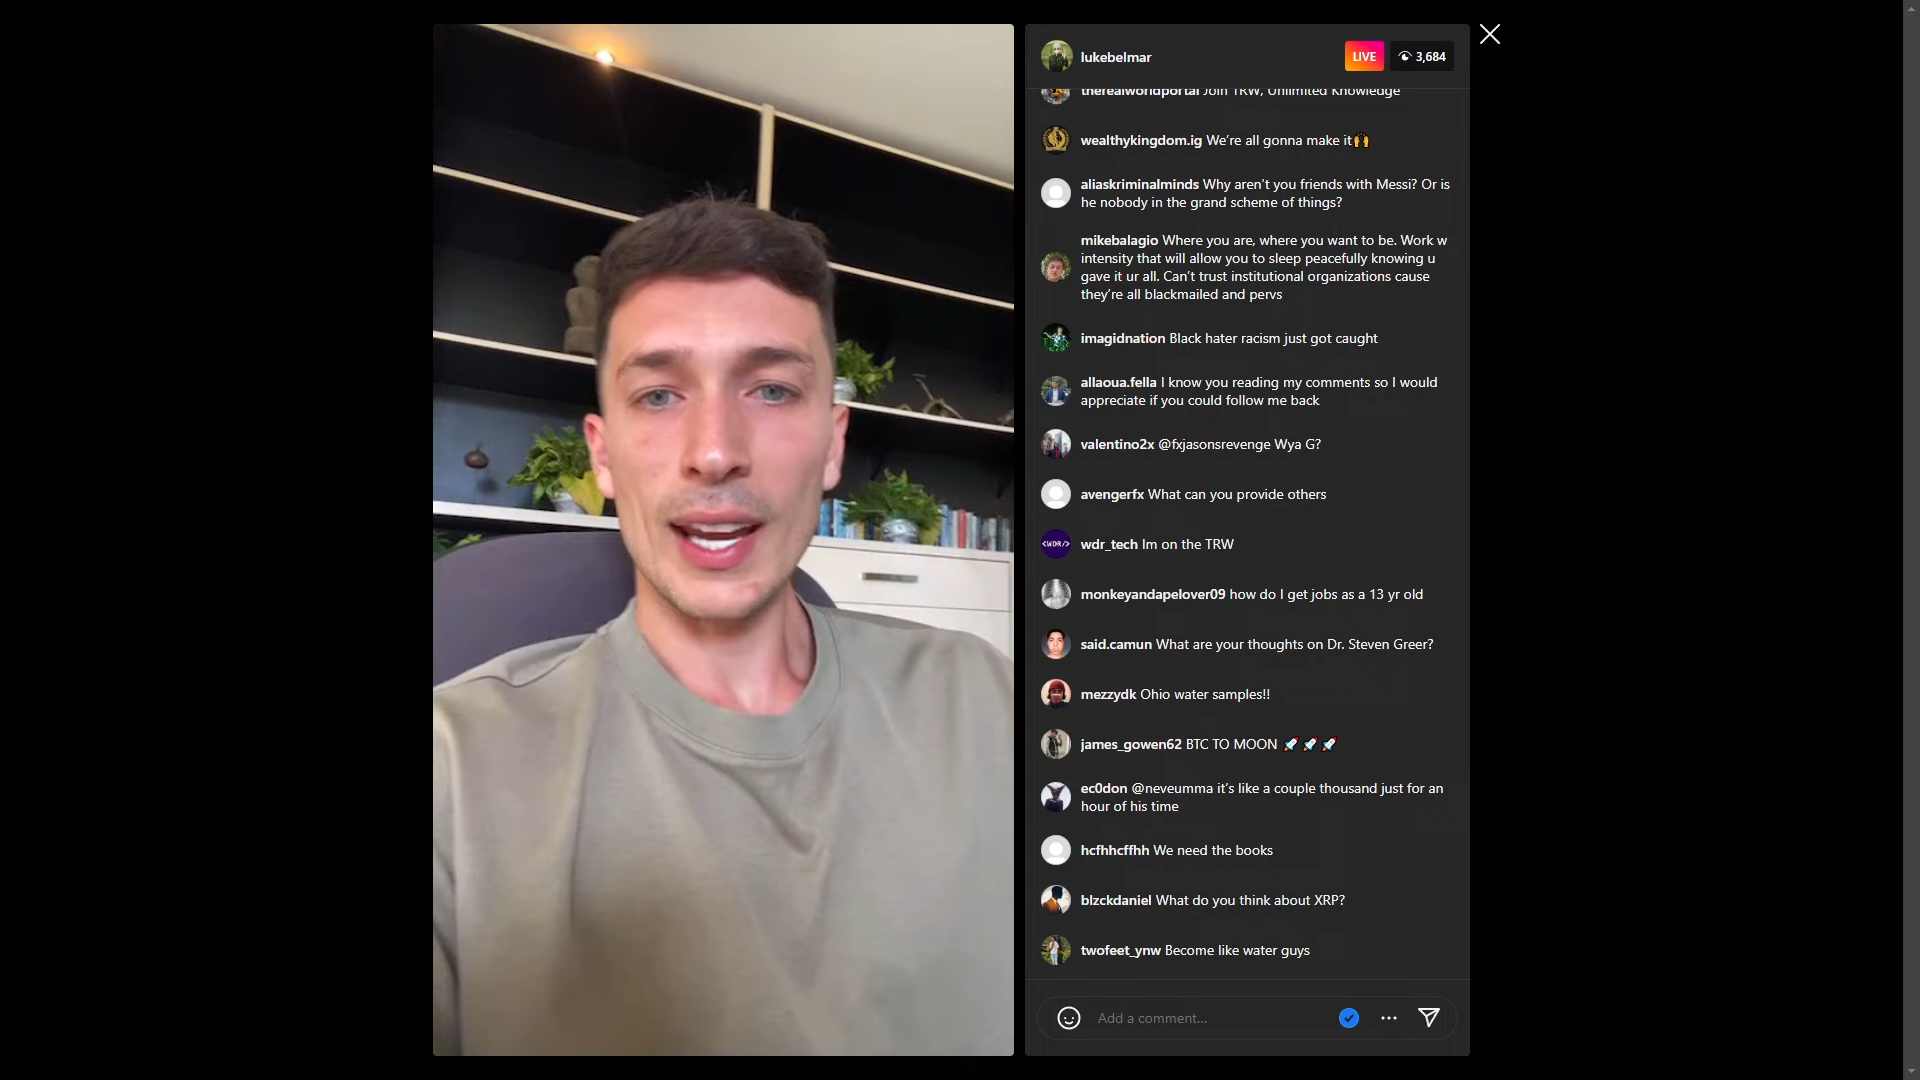 lukebelmar
LIVE
3,684
therealworldportal Join TRW, Unlimited Knowledge
wealthykingdom.ig We're all gonna make it🙌
aliaskriminalminds Why aren't you friends with Messi? Or is
he nobody in the grand scheme of things?
mikebalagio Where you are, where you want to be. Work w
intensity that will allow you to sleep peacefully knowing u
gave it ur all. Can't trust institutional organizations cause
they're all blackmailed and pervs
imagidnation Black hater racism just got caught
allaoua.fella I know you reading my comments so I would
appreciate if you could follow me back
valentino2x @fxjasonsrevenge Wya G?
avengerfx What can you provide others
<WDR/>
wdr_tech Im on the TRW
monkeyandapelover09 how do I get jobs as a 13 yr old
said.camun What are your thoughts on Dr. Steven Greer?
mezzydk Ohio water samples!!
james_gowen62 BTC TO MOON 🚀🚀🚀
ec0don @neveumma it's like a couple thousand just for an
hour of his time
hcfhhcffhh We need the books
blzckdaniel What do you think about XRP?
twofeet_ynw Become like water guys
Add a comment...